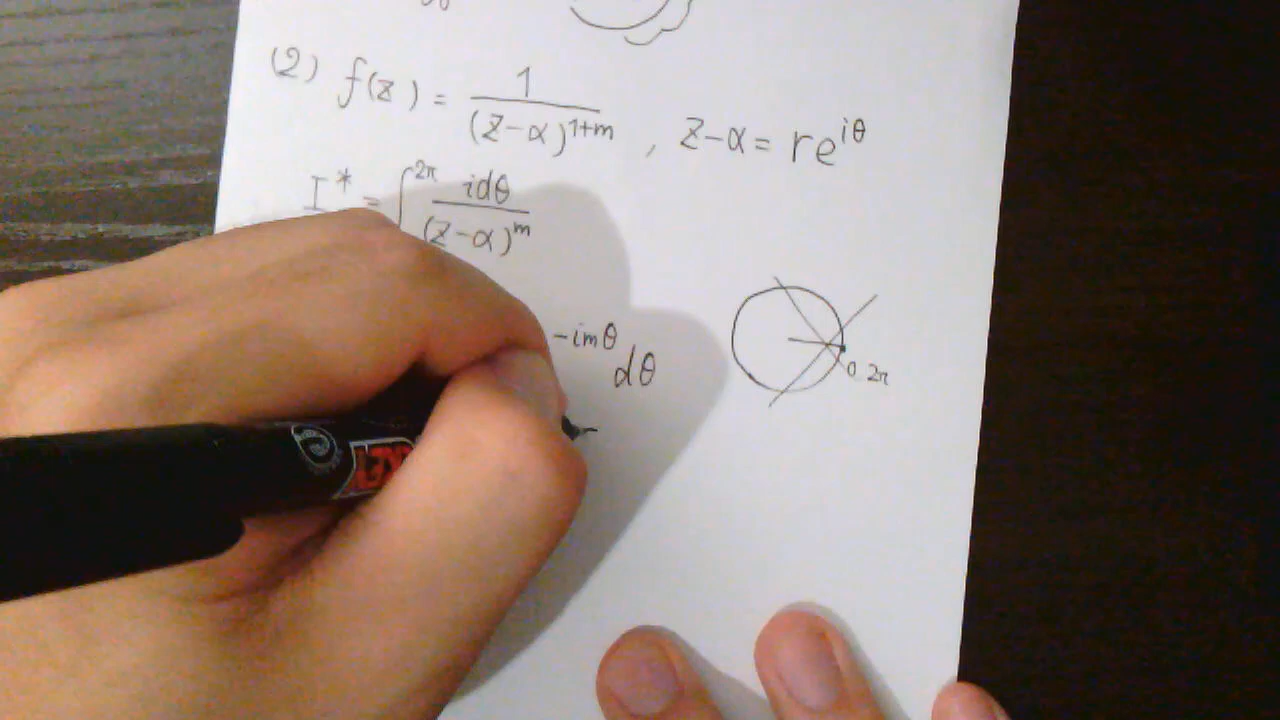 (2) f(z) = 1/(z-α)^{1+m}, z-α = re^{iθ}
I* = ∫^{2π} idθ/(z-α)^m
-imθ dθ
0 2π